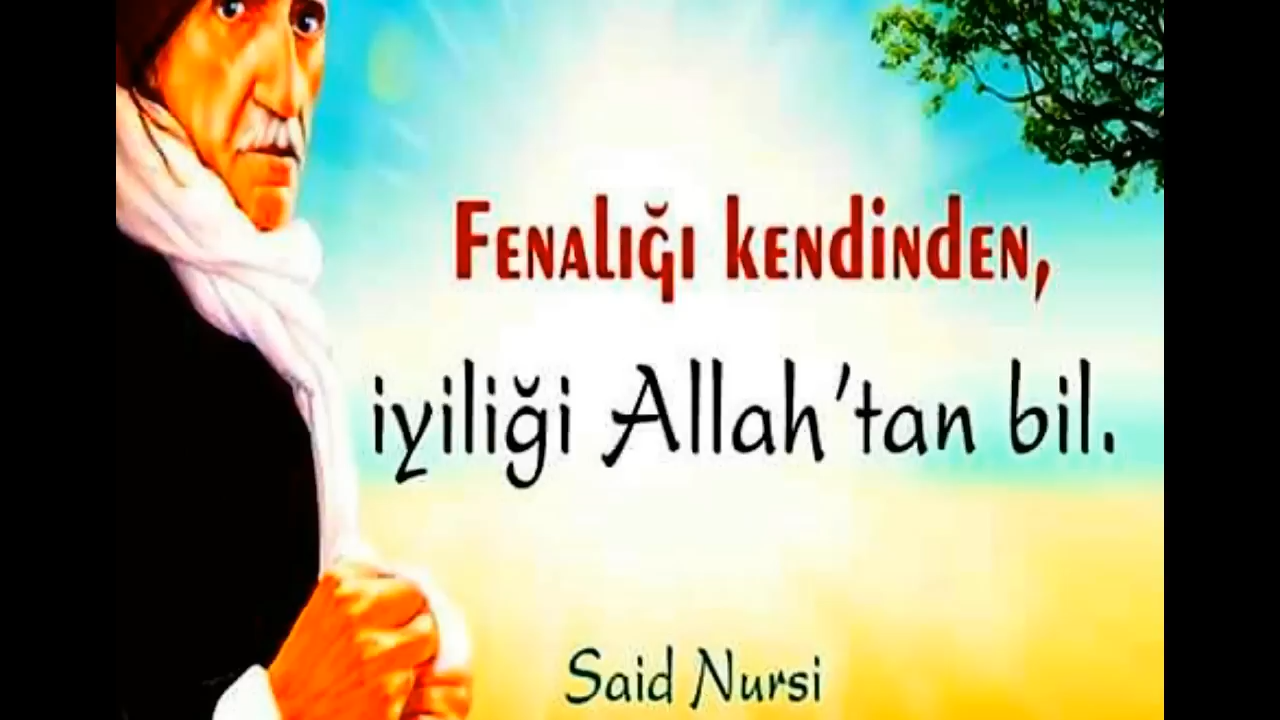 Fenalığı kendinden,
iyiliği Allah'tan bil.
Said Nursi